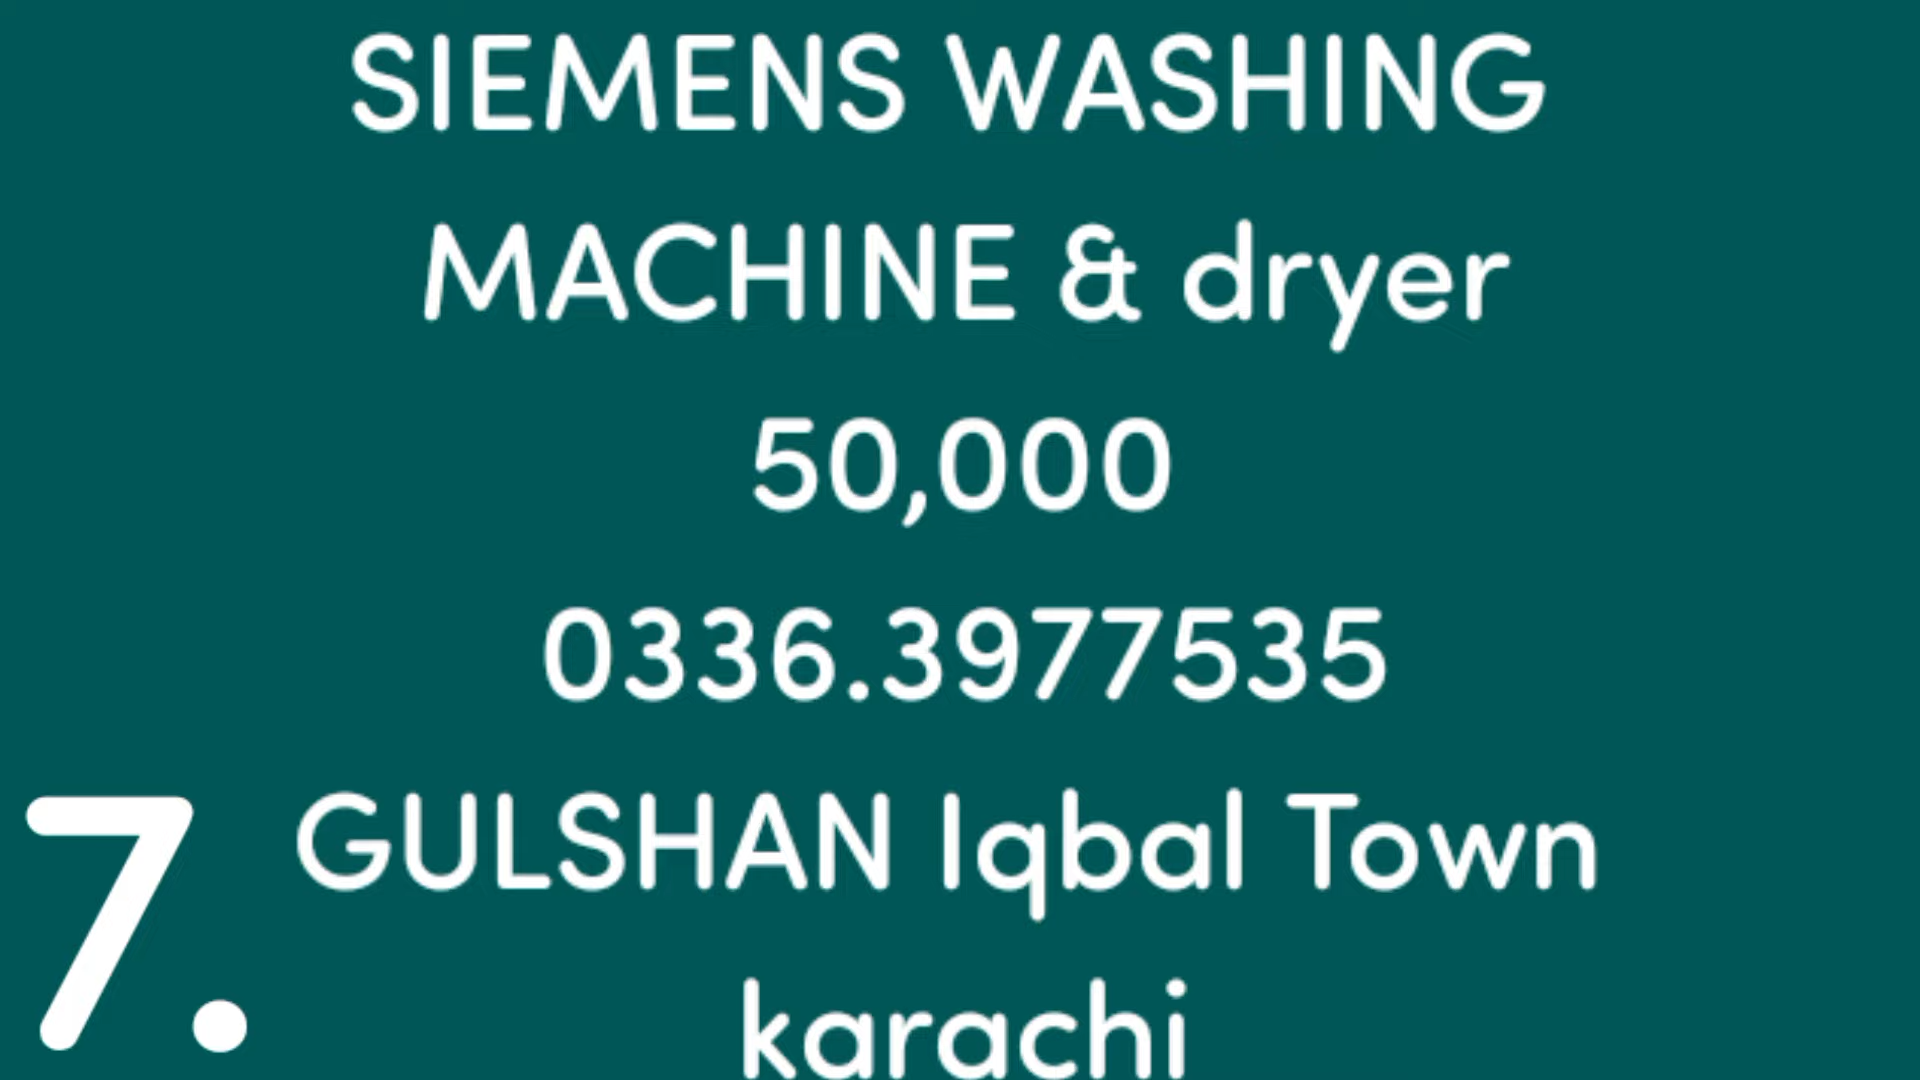 SIEMENS WASHING
MACHINE & dryer
50,000
0336.3977535
7. GULSHAN Iqbal Town
karachi